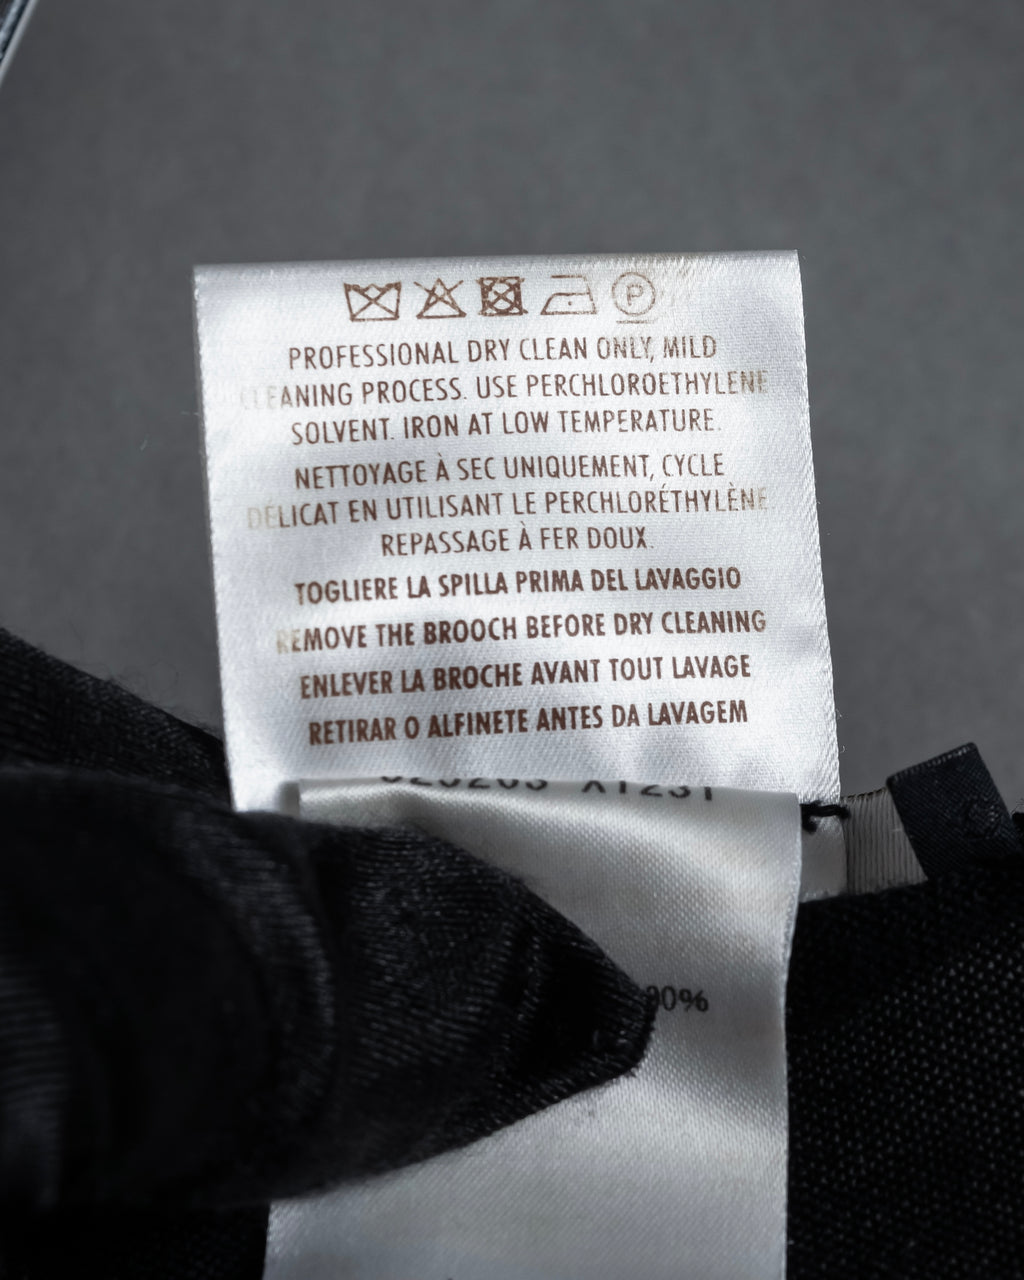 P
PROFESSIONAL DRY CLEAN ONLY, MILD
CLEANING PROCESS. USE PERCHLOROETHYLENE
SOLVENT. IRON AT LOW TEMPERATURE.
NETTOYAGE À SEC UNIQUEMENT, CYCLE
DÉLICAT EN UTILISANT LE PERCHLORÉTHYLÈNE.
REPASSAGE À FER DOUX.
TOGLIERE LA SPILLA PRIMA DEL LAVAGGIO
REMOVE THE BROOCH BEFORE DRY CLEANING
ENLEVER LA BROCHE AVANT TOUT LAVAGE
RETIRAR O ALFINETE ANTES DA LAVAGEM